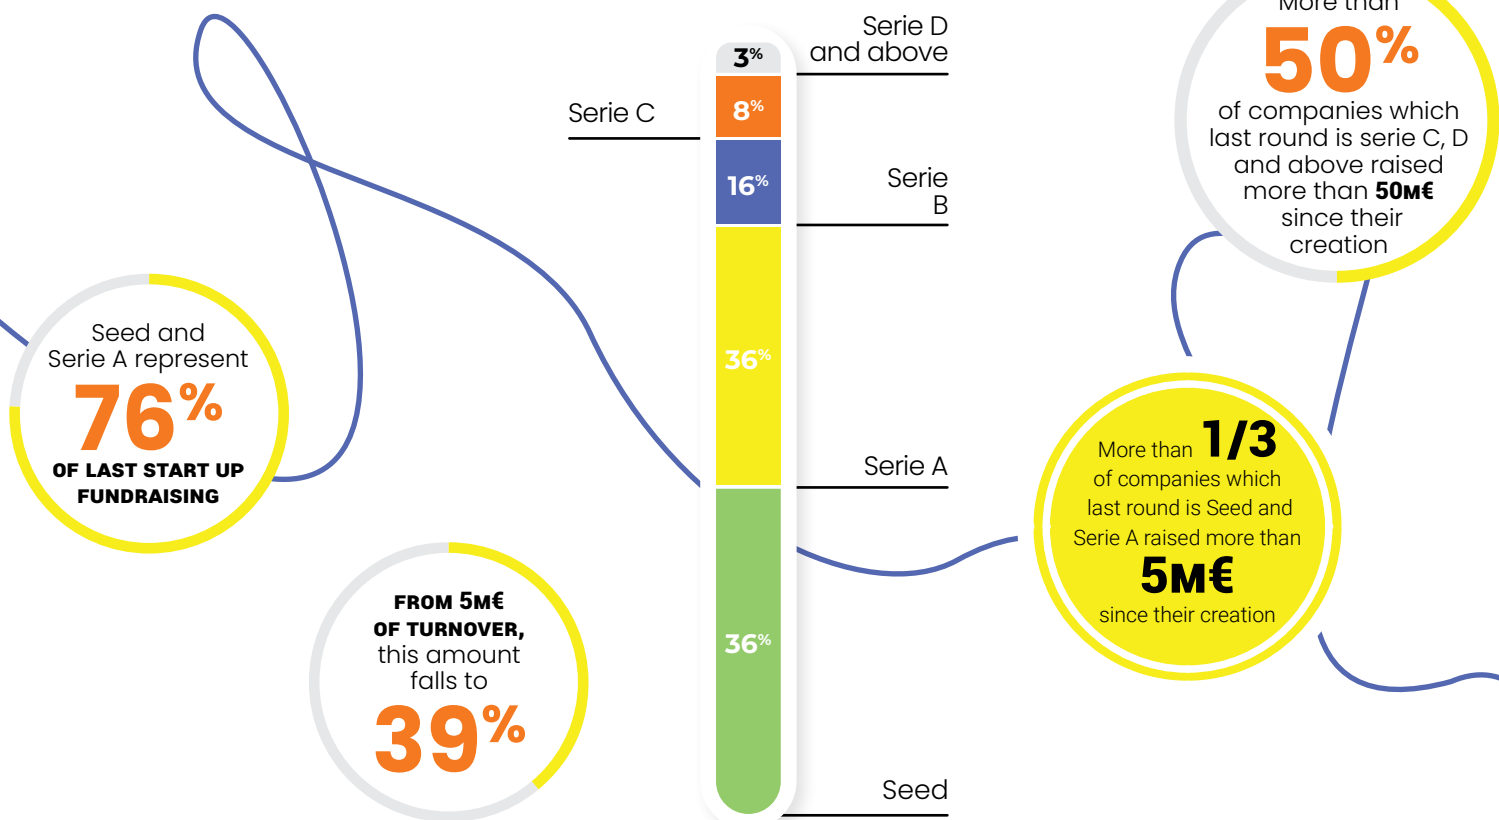 Seed and
Serie A represent
76%
OF LAST START UP
FUNDRAISING
FROM 5M€
OF TURNOVER,
this amount
falls to
39%
Serie C
3%
8%
16%
36%
36%
Serie D
and above
Serie
B
Serie A
Seed
More than
50%
of companies which
last round is serie C, D
and above raised
more than 50M€
since their
creation
More than 1/3
of companies which
last round is Seed and
Serie A raised more than
5M€
since their creation